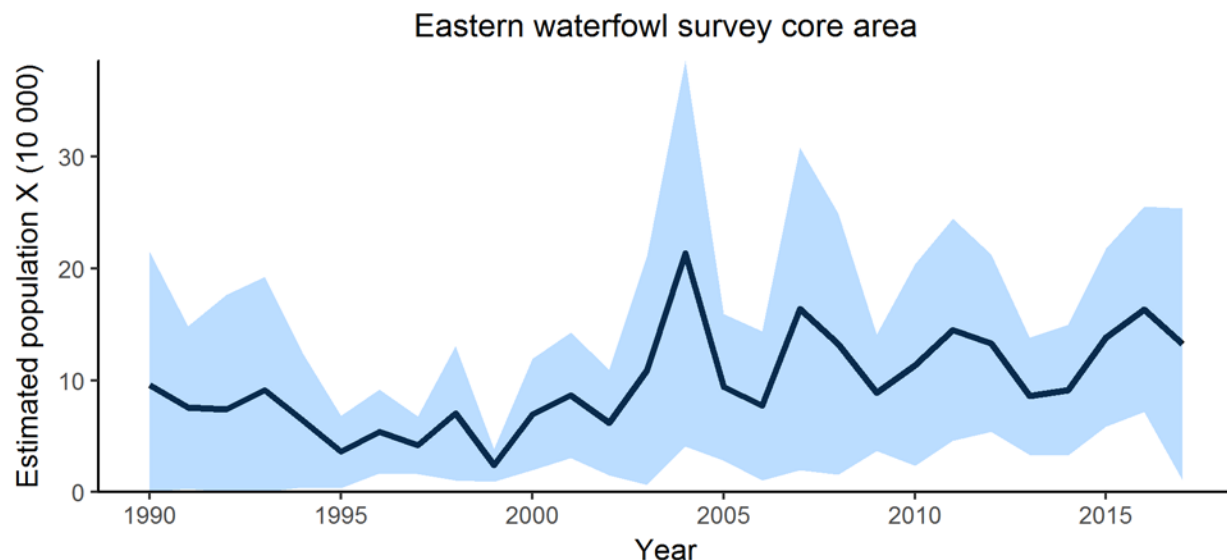 Eastern waterfowl survey core area
Estimated population X (10 000)
30
20
10
0
1990 1995 2000 2005 2010 2015
Year